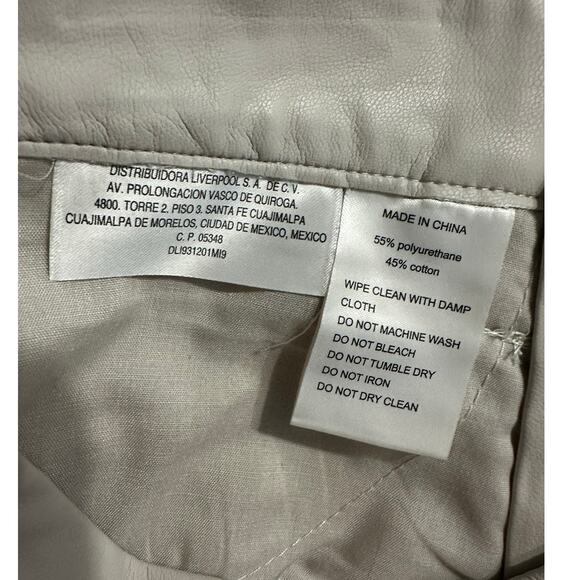 DISTRIBUIDORA LIVERPOOL S. A. DE C. V.
AV. PROLONGACION VASCO DE QUIROGA.
4800. TORRE 2. PISO 3. SANTA FE CUAJIMALPA
CUAJIMALPA DE MORELOS, CIUDAD DE MEXICO, MEXICO
C. P. 05348
DLI931201MI9
MADE IN CHINA
55% polyurethane
45% cotton
WIPE CLEAN WITH DAMP
CLOTH
DO NOT MACHINE WASH
DO NOT BLEACH
DO NOT TUMBLE DRY
DO NOT IRON
DO NOT DRY CLEAN